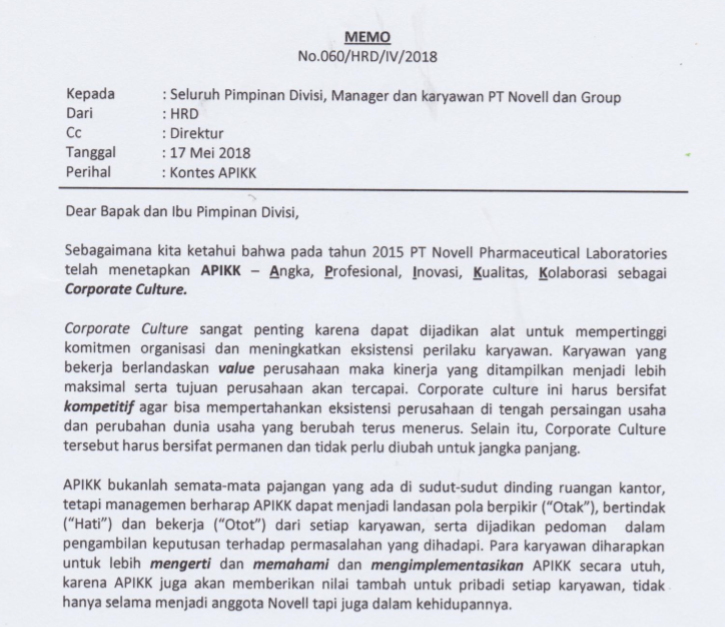 MEMO
No.060/HRD/IV/2018
Kepada : Seluruh Pimpinan Divisi, Manager dan karyawan PT Novell dan Group
Dari : HRD
Cc : Direktur
Tanggal : 17 Mei 2018
Perihal : Kontes APIKK
Dear Bapak dan Ibu Pimpinan Divisi,
Sebagaimana kita ketahui bahwa pada tahun 2015 PT Novell Pharmaceutical Laboratories
telah menetapkan APIKK – Angka, Profesional, Inovasi, Kualitas, Kolaborasi sebagai
Corporate Culture.
Corporate Culture sangat penting karena dapat dijadikan alat untuk mempertinggi
komitmen organisasi dan meningkatkan eksistensi perilaku karyawan. Karyawan yang
bekerja berlandaskan value perusahaan maka kinerja yang ditampilkan menjadi lebih
maksimal serta tujuan perusahaan akan tercapai. Corporate culture ini harus bersifat
kompetitif agar bisa mempertahankan eksistensi perusahaan di tengah persaingan usaha
dan perubahan dunia usaha yang berubah terus menerus. Selain itu, Corporate Culture
tersebut harus bersifat permanen dan tidak perlu diubah untuk jangka panjang.
APIKK bukanlah semata-mata pajangan yang ada di sudut-sudut dinding ruangan kantor,
tetapi managemen berharap APIKK dapat menjadi landasan pola berpikir (“Otak”), bertindak
(“Hati”) dan bekerja (“Otot”) dari setiap karyawan, serta dijadikan pedoman dalam
pengambilan keputusan terhadap permasalahan yang dihadapi. Para karyawan diharapkan
untuk lebih mengerti dan memahami dan mengimplementasikan APIKK secara utuh,
karena APIKK juga akan memberikan nilai tambah untuk pribadi setiap karyawan, tidak
hanya selama menjadi anggota Novell tapi juga dalam kehidupannya.